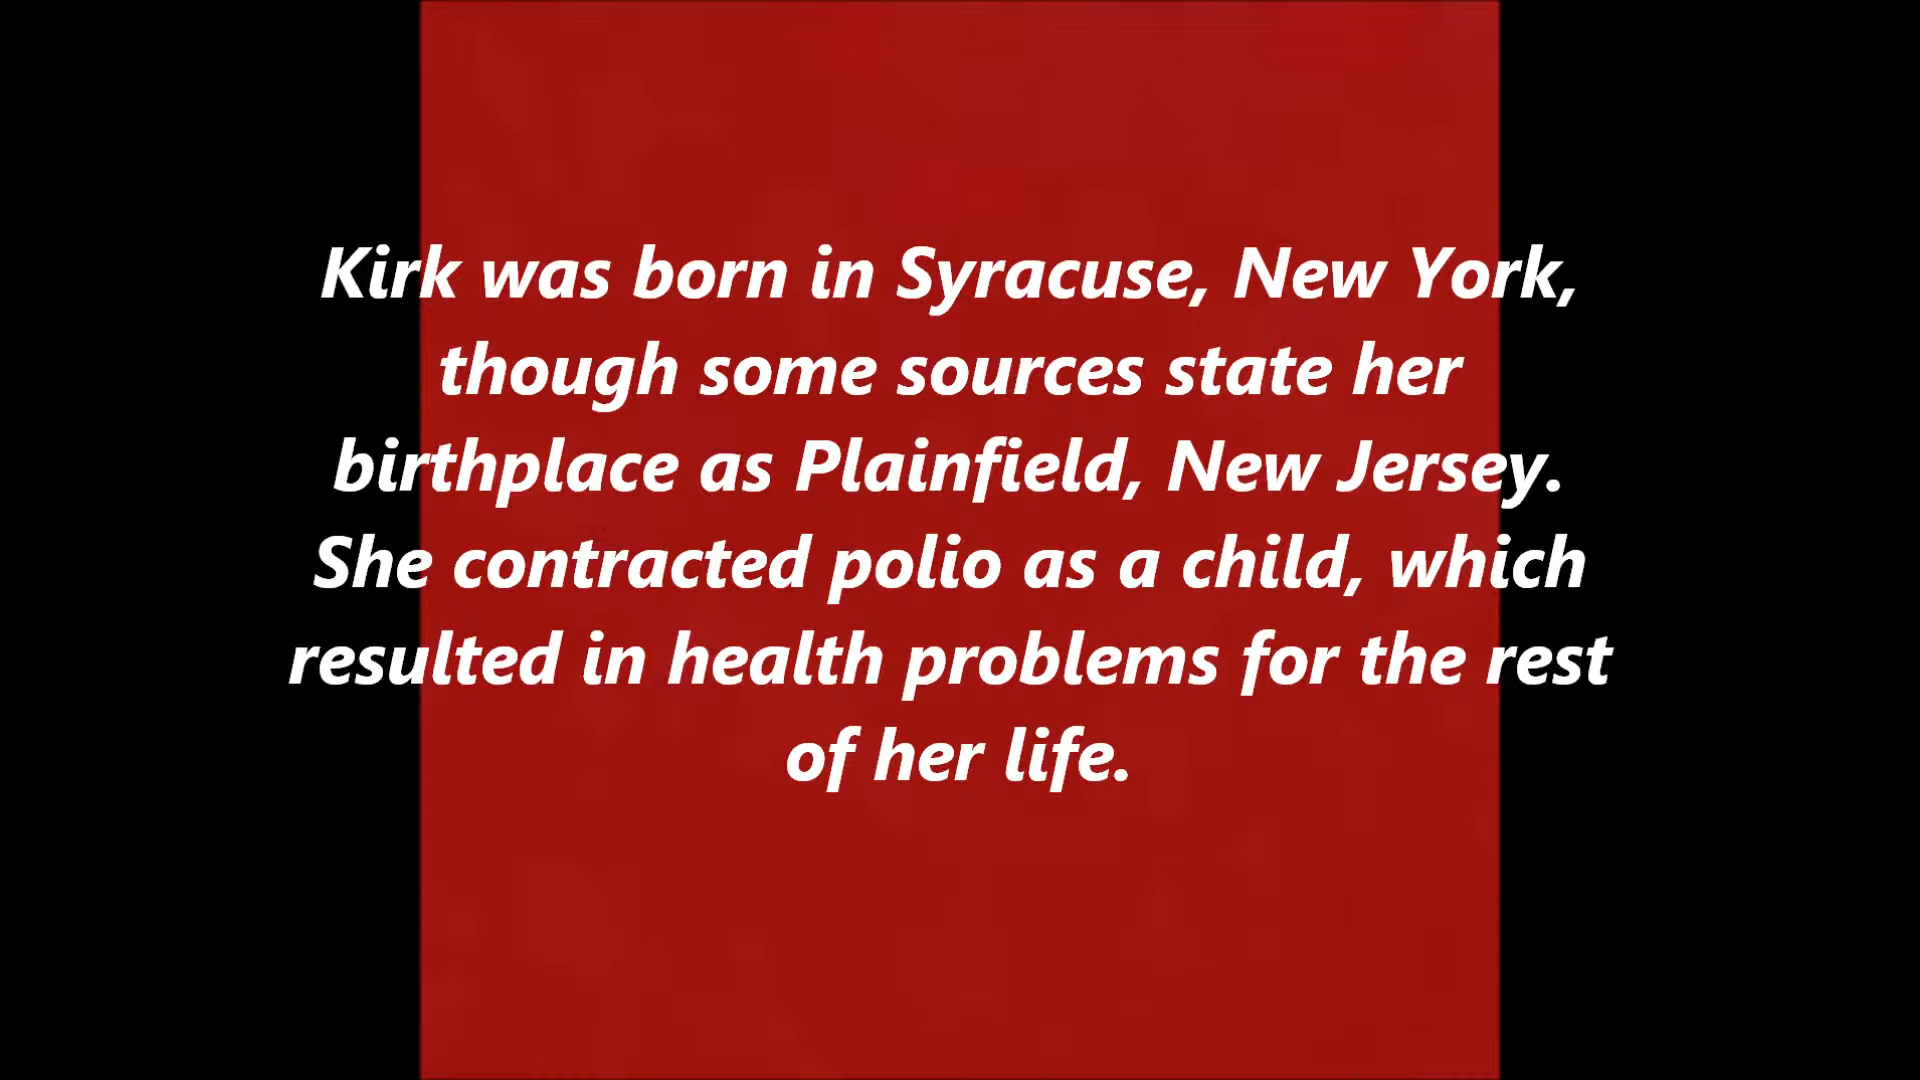 Kirk was born in Syracuse, New York,
though some sources state her
birthplace as Plainfield, New Jersey.
She contracted polio as a child, which
resulted in health problems for the rest
of her life.